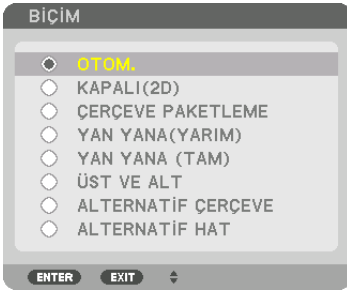 BİÇİM
OTOM.
KAPALI(2D)
ÇERÇEVE PAKETLEME
YAN YANA(YARIM)
YAN YANA (TAM)
ÜST VE ALT
ALTERNATİF ÇERÇEVE
ALTERNATİF HAT
ENTER EXIT